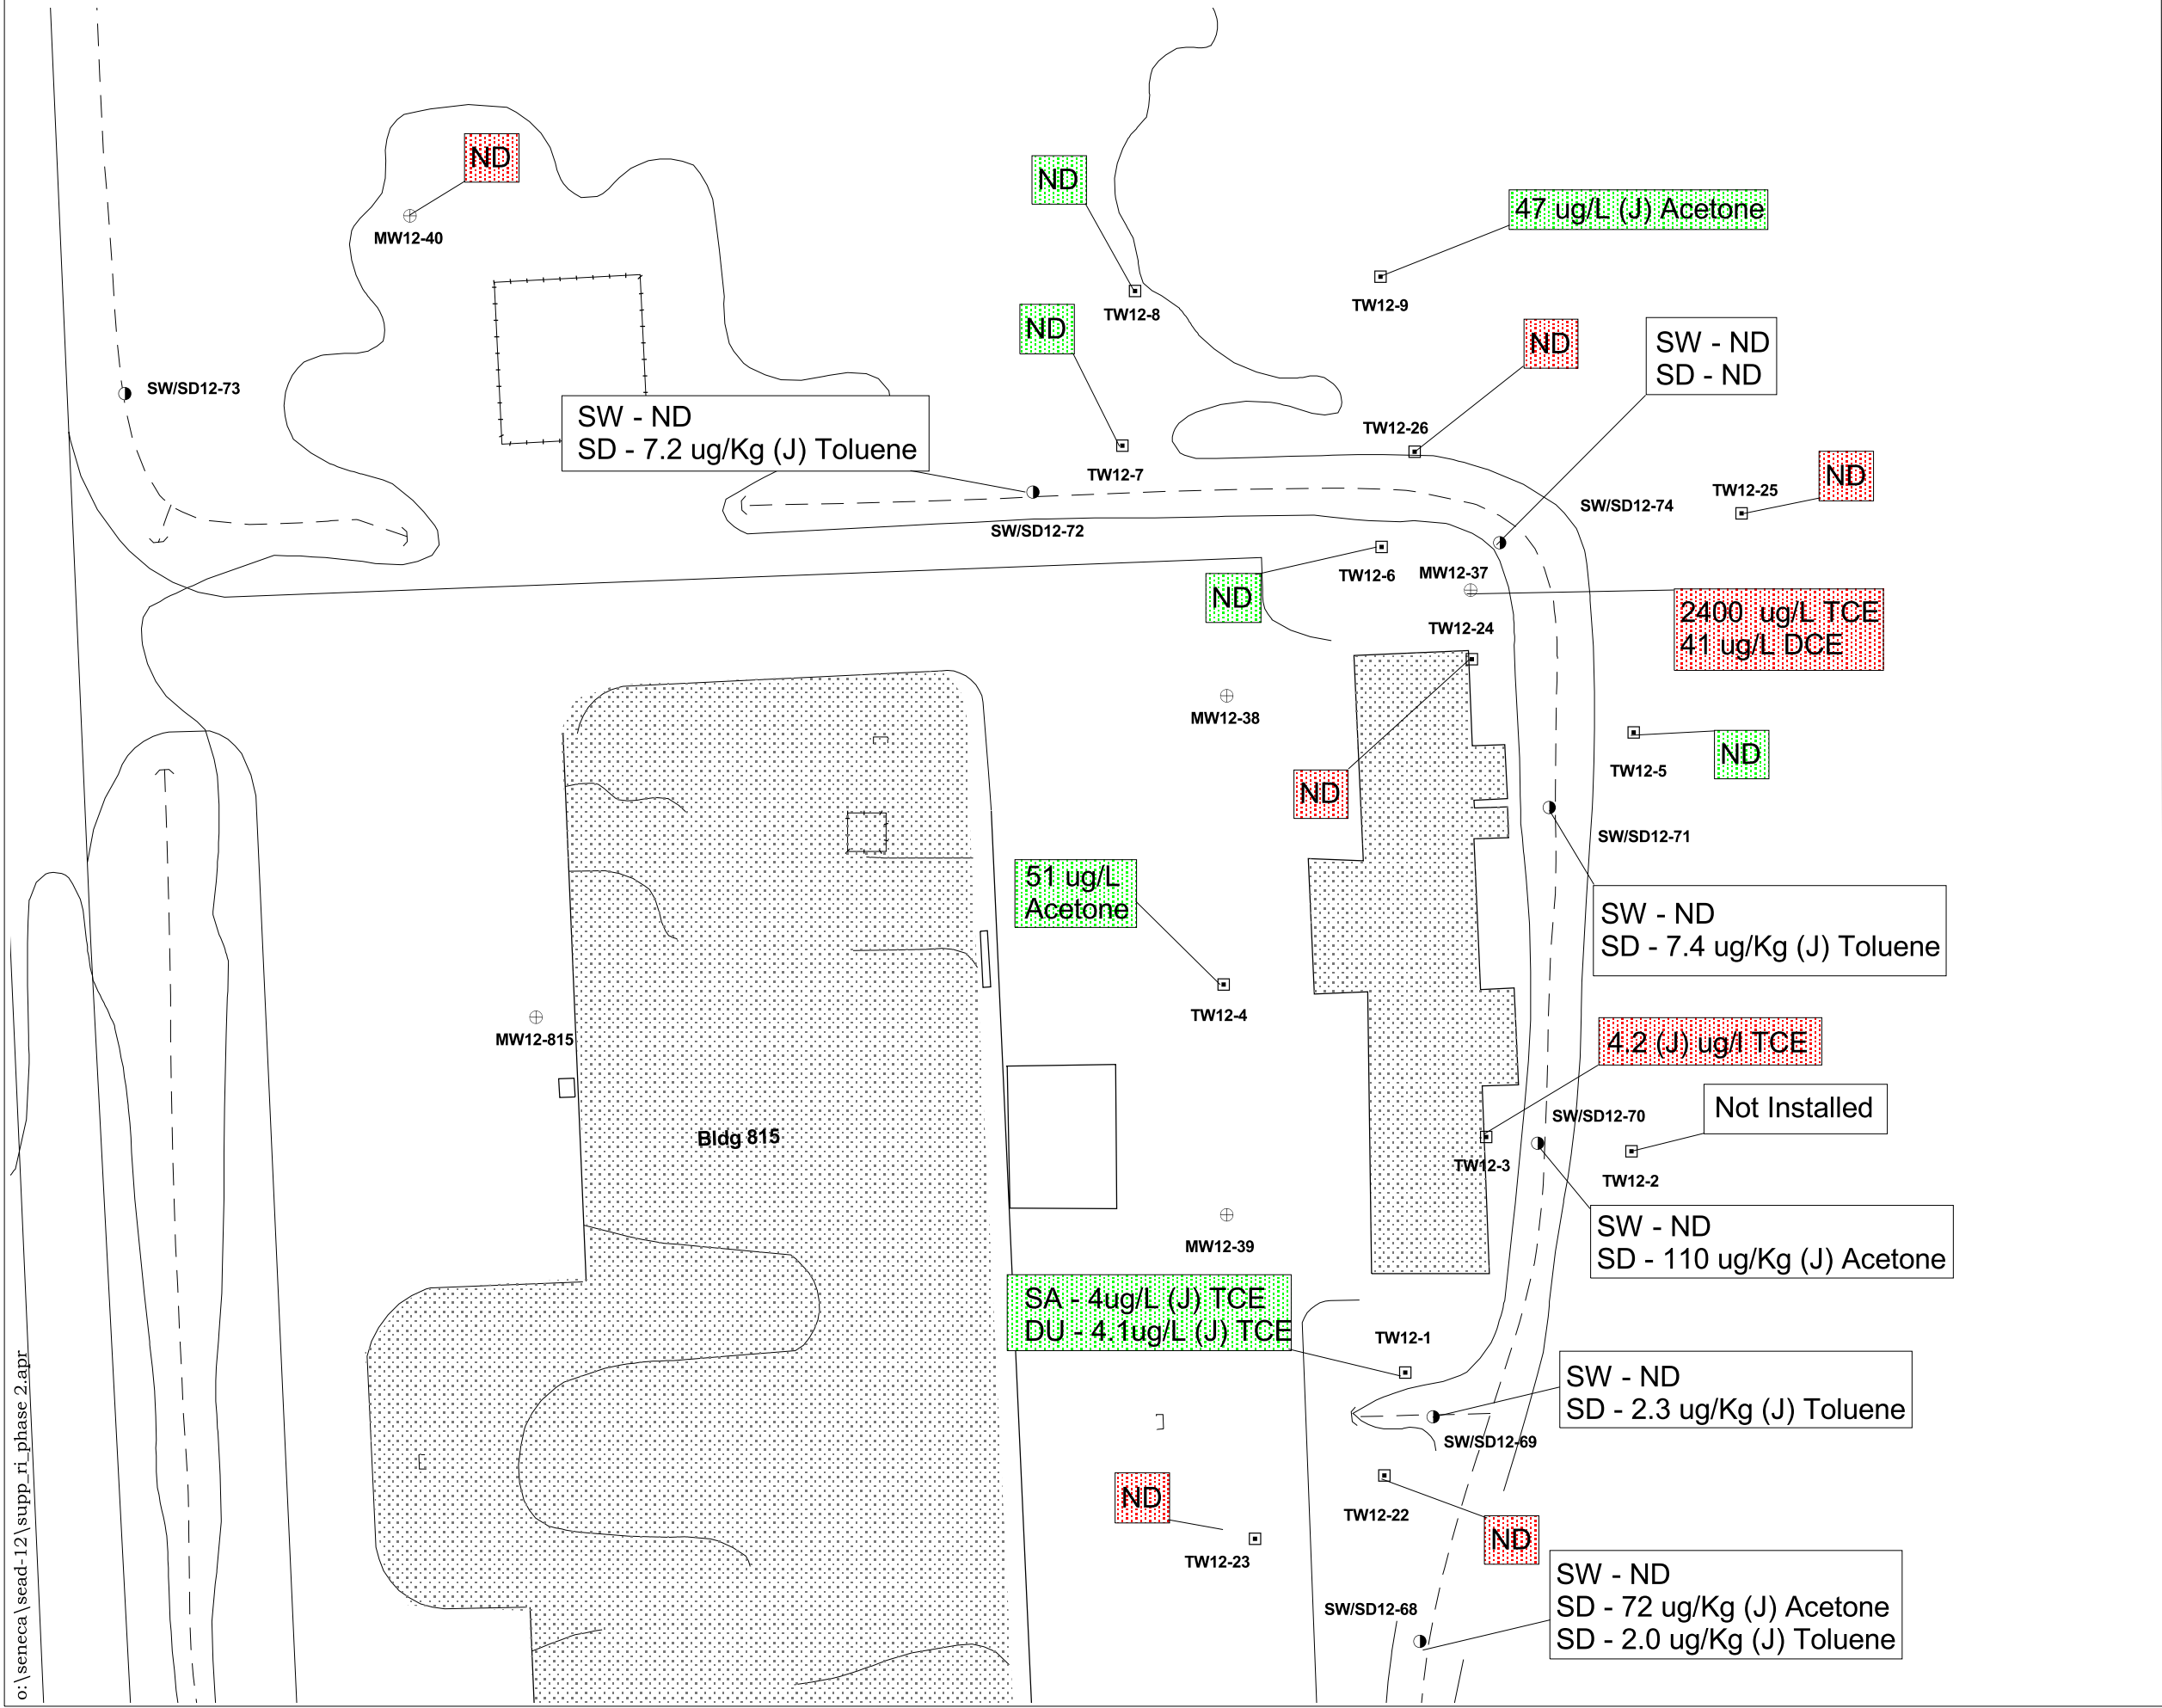 ND
MW12-40
ND
TW12-8
47 ug/L (J) Acetone
TW12-9
ND
TW12-7
ND
TW12-26
SW - ND
SD - ND
SW/SD12-73
SW - ND
SD - 7.2 ug/Kg (J) Toluene
SW/SD12-72
SW/SD12-74
TW12-25
ND
ND
TW12-6
MW12-37
2400 ug/L TCE
41 ug/L DCE
TW12-24
MW12-38
ND
TW12-5
ND
SW/SD12-71
51 ug/L
Acetone
TW12-4
SW - ND
SD - 7.4 ug/Kg (J) Toluene
MW12-815
4.2 (J) ug/l TCE
Bldg 815
SW/SD12-70
Not Installed
TW12-3
TW12-2
MW12-39
SW - ND
SD - 110 ug/Kg (J) Acetone
SA - 4ug/L (J) TCE
DU - 4.1ug/L (J) TCE
TW12-1
SW - ND
SD - 2.3 ug/Kg (J) Toluene
SW/SD12-69
ND
TW12-22
ND
TW12-23
SW/SD12-68
SW - ND
SD - 72 ug/Kg (J) Acetone
SD - 2.0 ug/Kg (J) Toluene
o:\seneca\sead-12\supp_ri_phase 2.apr